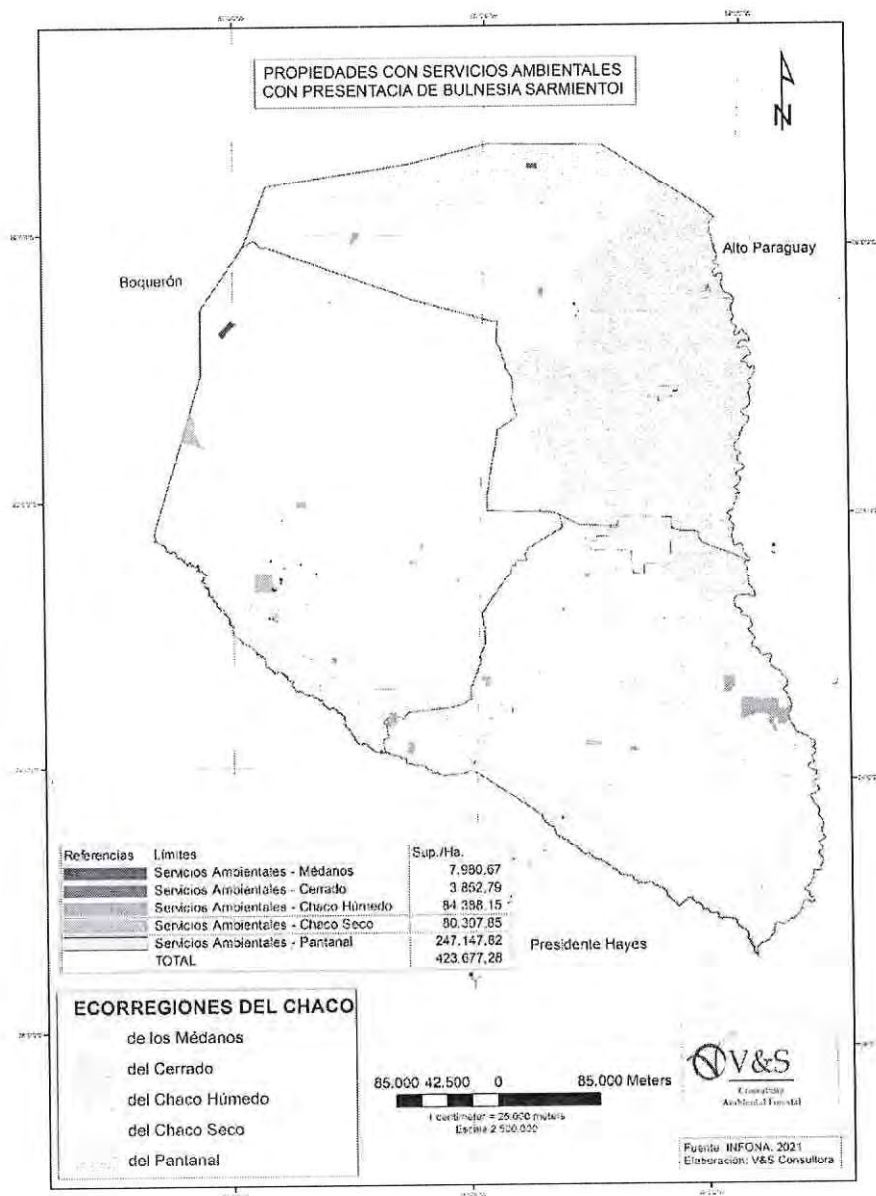 PROPIEDADES CON SERVICIOS AMBIENTALES
CON PRESENTACIA DE BULNESIA SARMIENTOI
N
Alto Paraguay
Boquerón
Referencias Límites Sup./Ha.
Servicios Ambientales - Médanos 7.980,67
Servicios Ambientales - Cerrado 3 852,79
Servicios Ambientales - Chaco Húmedo 84 388,15
Servicios Ambientales - Chaco Seco 80.307,85
Servicios Ambientales - Pantanal 247.147,82
TOTAL 423.677,28
Presidente Hayes
ECORREGIONES DEL CHACO
de los Médanos
del Cerrado
del Chaco Húmedo
del Chaco Seco
del Pantanal
85.000 42.500 0 85.000 Meters
1 centimeter = 25.000 meters
Escala 2.500.000
V&S
Consultora
Ambiental Forestal
Fuente: INFONA, 2021
Elaboración: V&S Consultora